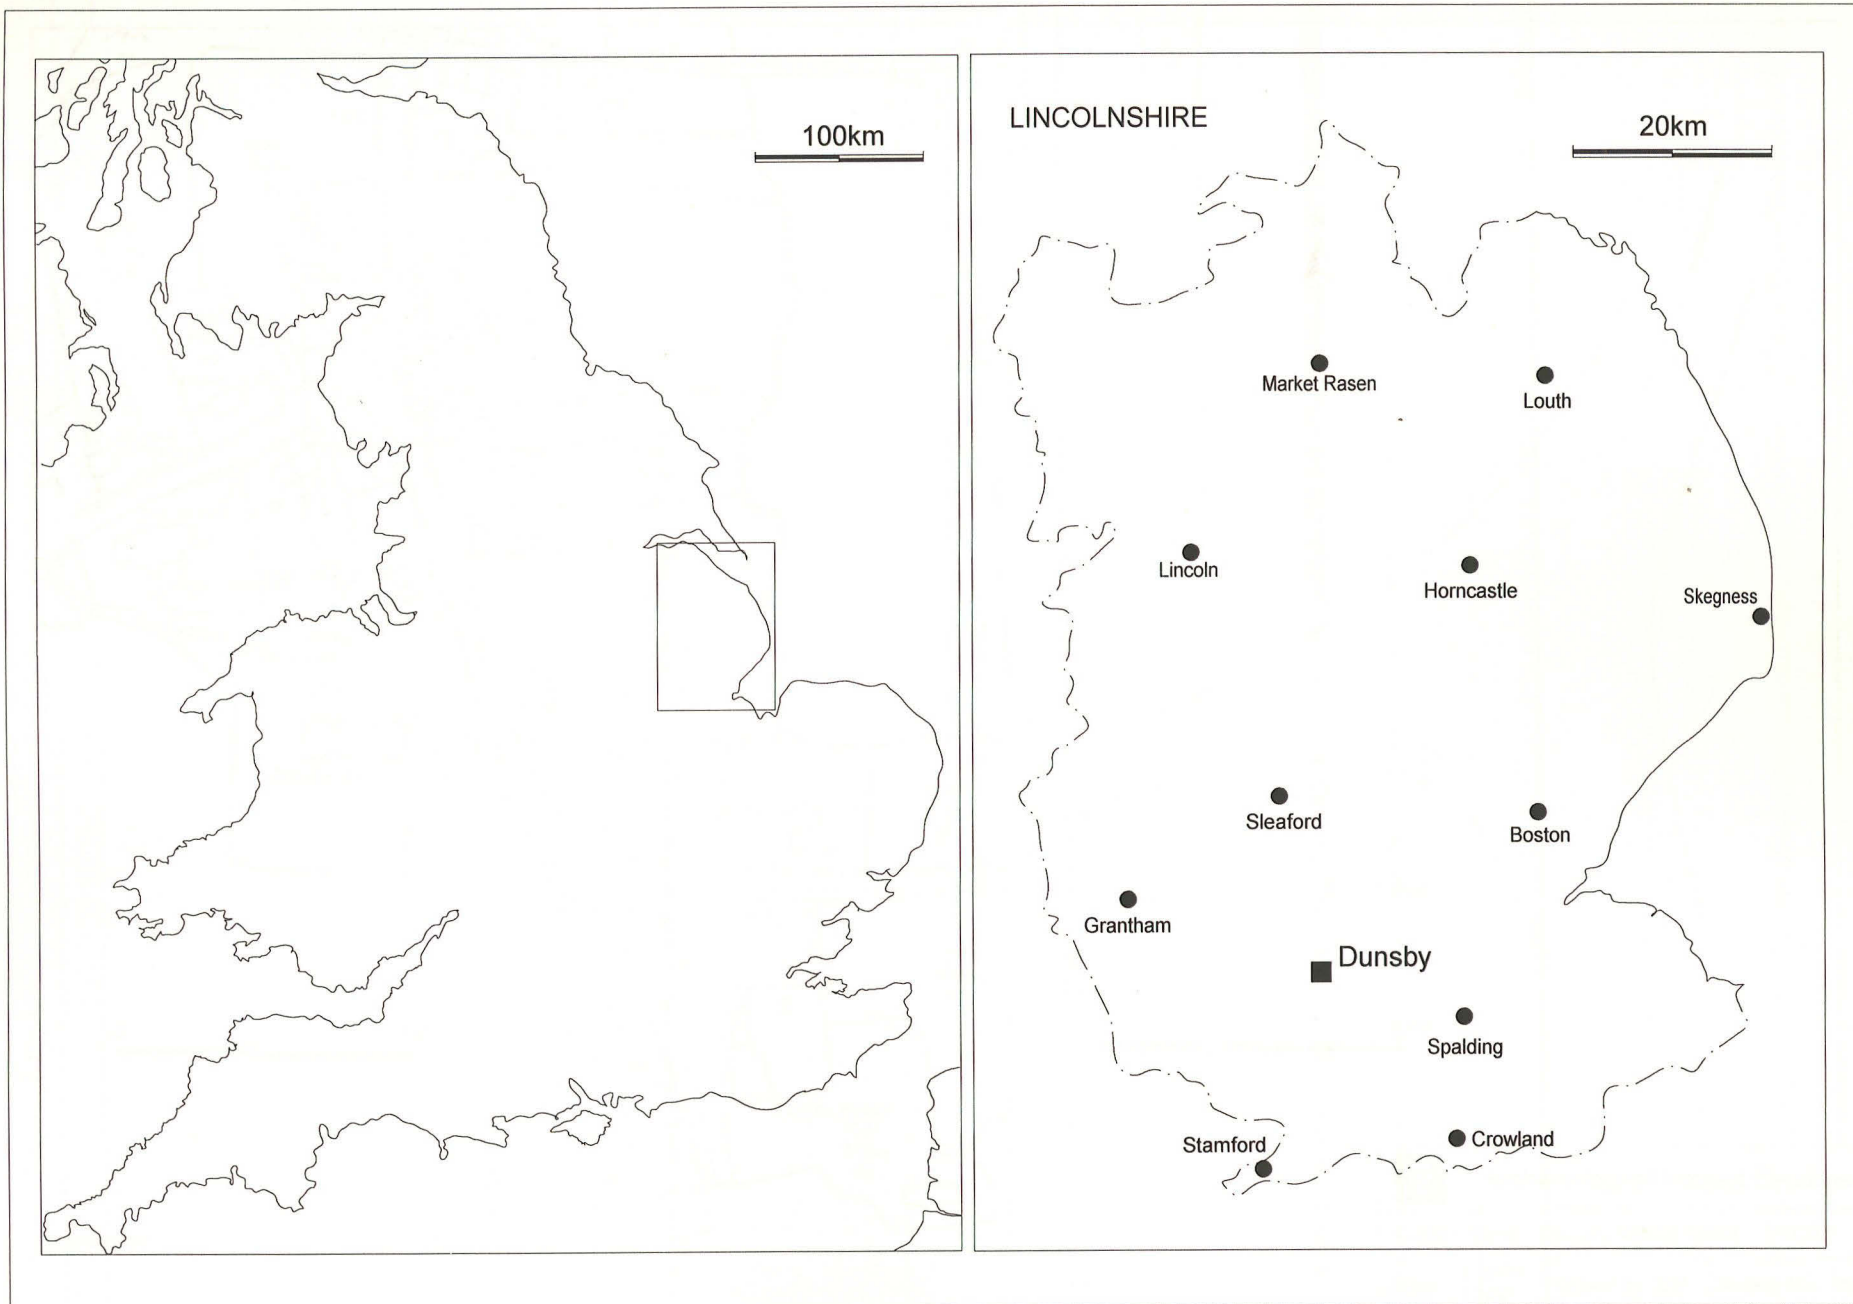 100km
LINCOLNSHIRE
20km
Market Rasen
Louth
Lincoln
Horncastle
Skegness
Sleaford
Boston
Grantham
Dunsby
Spalding
Stamford
Crowland